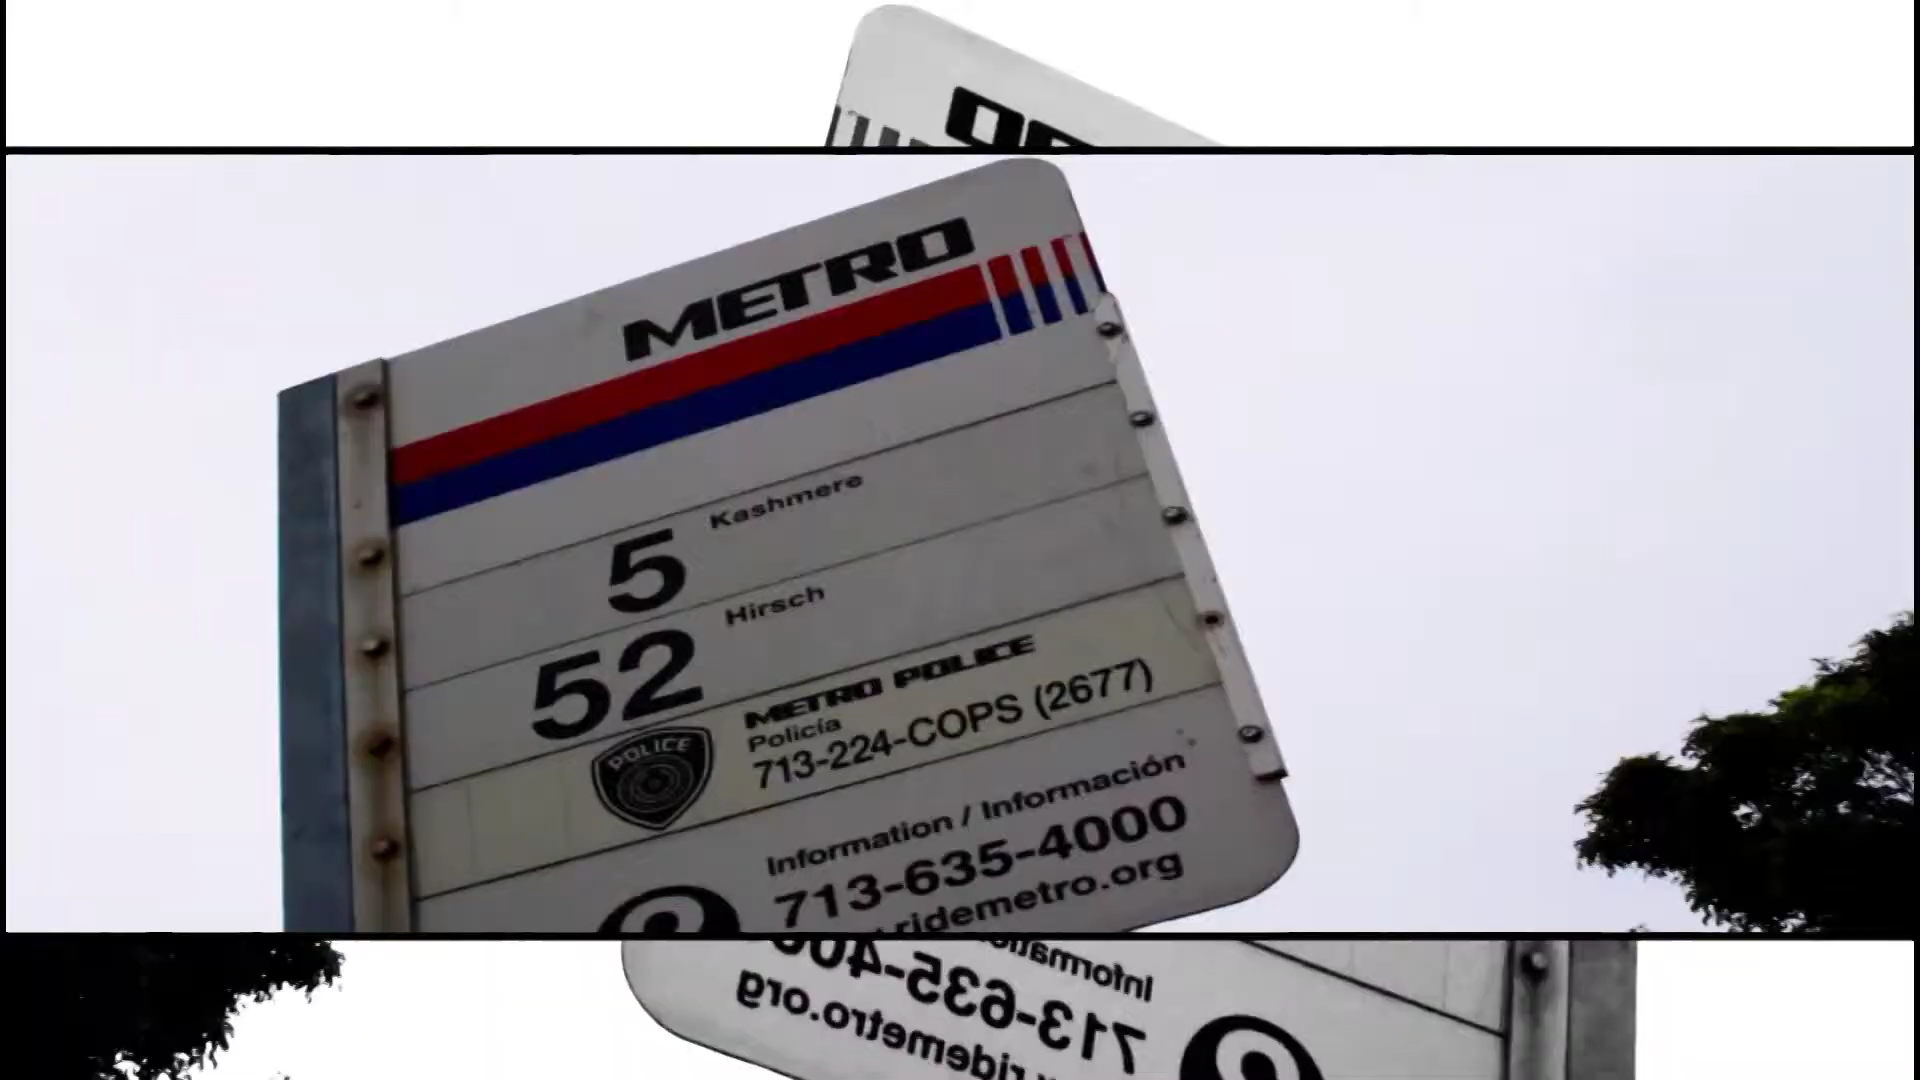 METRO
5 Kashmere
52 Hirsch
POLICE
METRO POLICE
Policía
713-224-COPS (2677)
Information / Información
713-635-4000
ridemetro.org
Informati
713-635-400
ridemetro.org